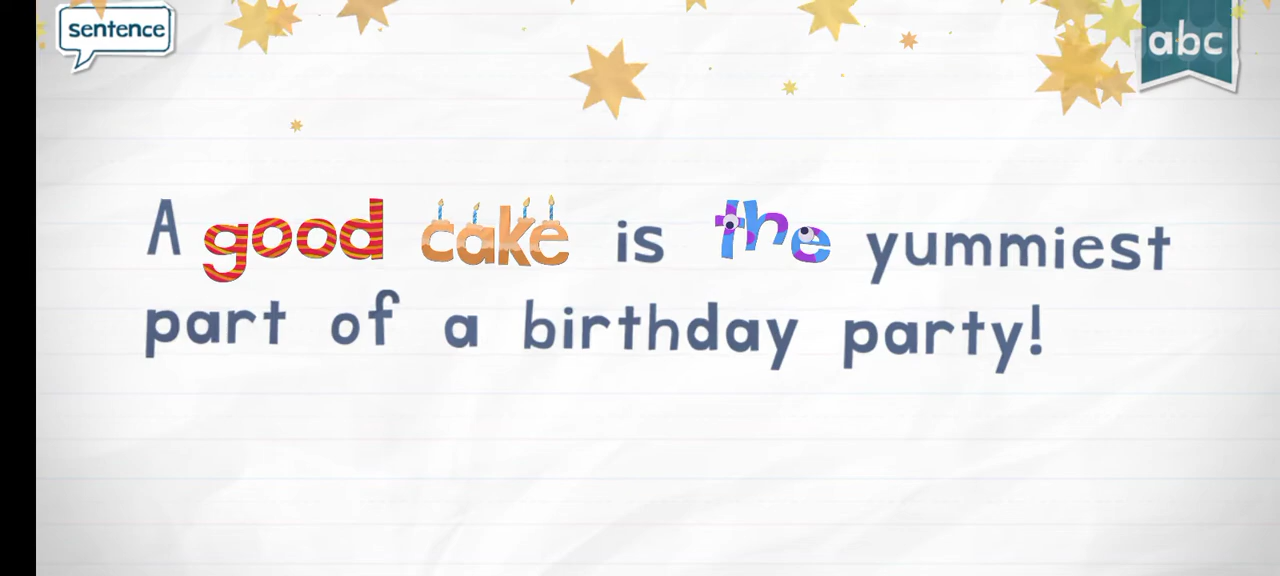 sentence
abc
A good cake is the yummiest
part of a birthday party!